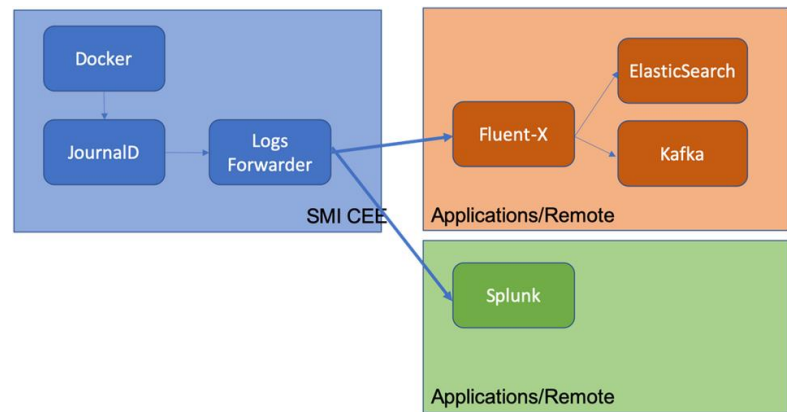 Docker
JournalD
Logs
Forwarder
SMI CEE
Fluent-X
ElasticSearch
Kafka
Applications/Remote
Splunk
Applications/Remote